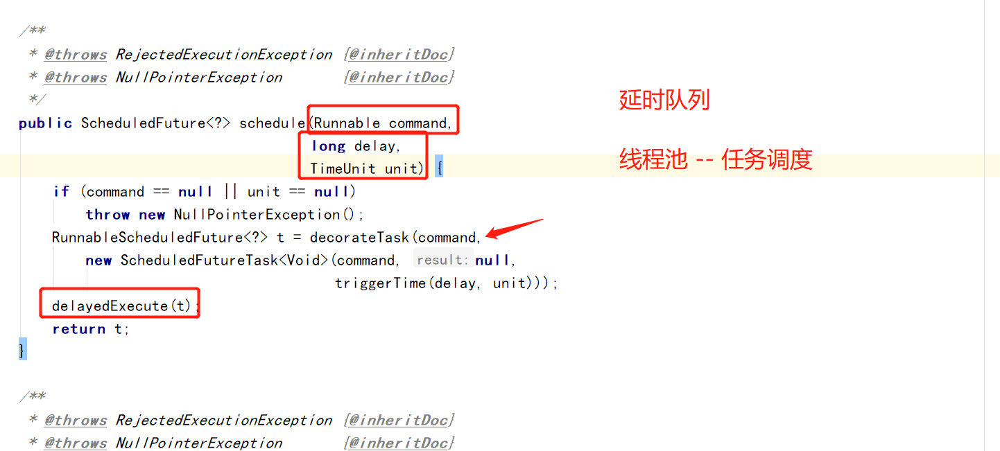 /**
* @throws RejectedExecutionException {@inheritDoc}
* @throws NullPointerException {@inheritDoc}
*/
延时队列
public ScheduledFuture<?> schedule(Runnable command,
long delay,
线程池 -- 任务调度
TimeUnit unit) {
if (command == null || unit == null)
throw new NullPointerException();
RunnableScheduledFuture<?> t = decorateTask(command,
new ScheduledFutureTask<Void>(command, result: null,
triggerTime(delay, unit)));
delayedExecute(t);
return t;
}
/**
* @throws RejectedExecutionException {@inheritDoc}
* @throws NullPointerException {@inheritDoc}